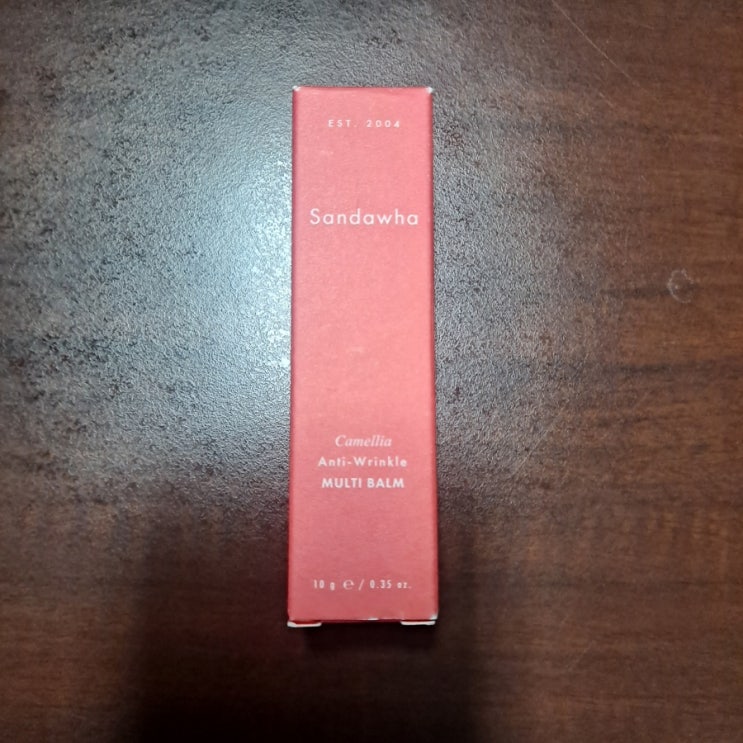 EST. 2004
Sandawha
Camellia
Anti-Wrinkle
MULTI BALM
10 g ℮ / 0.35 oz.